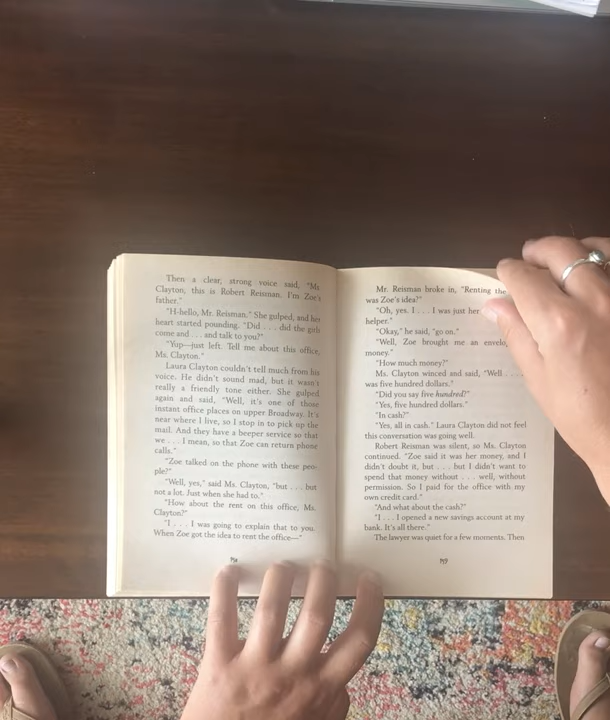 Then a clear, strong voice said, "Ms.
Clayton, this is Robert Reisman. I'm Zoe's
father."
"H-hello, Mr. Reisman." She gulped, and her
heart started pounding. "Did . . . did the girls
come and . . . and talk to you?"
"Yup—just left. Tell me about this office,
Ms. Clayton."
Laura Clayton couldn't tell much from his
voice. He didn't sound mad, but it wasn't
really a friendly tone either. She gulped
again and said, "Well, it's one of those
instant office places on upper Broadway. It's
near where I live, so I stop in to pick up the
mail. And they have a beeper service so that
we . . . I mean, so that Zoe can return phone
calls."
"Zoe talked on the phone with these peo-
ple?"
"Well, yes," said Ms. Clayton, "but . . . but
not a lot. Just when she had to."
"How about the rent on this office, Ms.
Clayton?"
"I . . . I was going to explain that to you.
When Zoe got the idea to rent the office—"
Mr. Reisman broke in, "Renting the
was Zoe's idea?"
"Oh, yes. I . . . I was just her
helper."
"Okay," he said, "go on."
"Well, Zoe brought me an
money."
"How much money?"
Ms. Clayton winced and said, "Well . . .
was five hundred dollars."
"Did you say five hundred?"
"Yes, five hundred dollars."
"In cash?"
"Yes, all in cash." Laura Clayton did not feel
this conversation was going well.
Robert Reisman was silent, so Ms. Clayton
continued. "Zoe said it was her money, and I
didn't doubt it, but . . . but I didn't want to
spend that money without . . . well, without
permission. So I paid for the office with my
own credit card."
"And what about the cash?"
"I . . . I opened a new savings account at my
bank. It's all there."
The lawyer was quiet for a few moments. Then